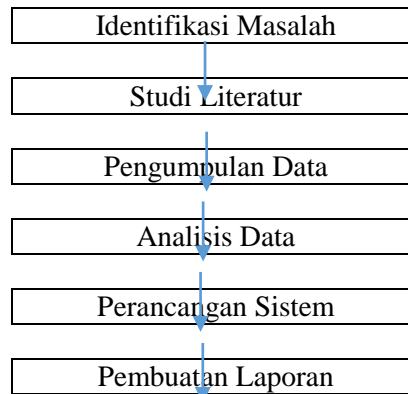 Identifikasi Masalah
Studi Literatur
Pengumpulan Data
Analisis Data
Perancangan Sistem
Pembuatan Laporan